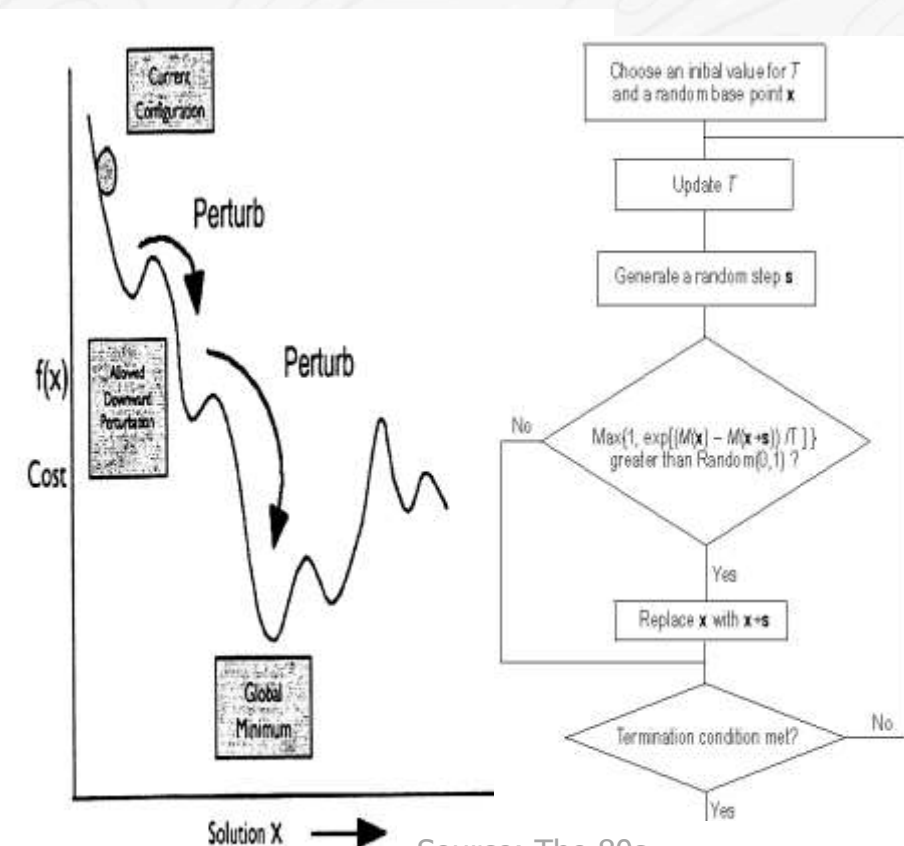 Current
Configuration
Perturb
Perturb
f(x)
Allowed
Downward
Perturbation
Cost
Global
Minimum
Solution X
Choose an initial value for T
and a random base point x
Update T
Generate a random step s
No
Max{1, exp[(M(x) – M(x+s)) /T ] }
greater than Random(0,1) ?
Yes
Replace x with x+s
Termination condition met?
No
Yes
Source: The 80s